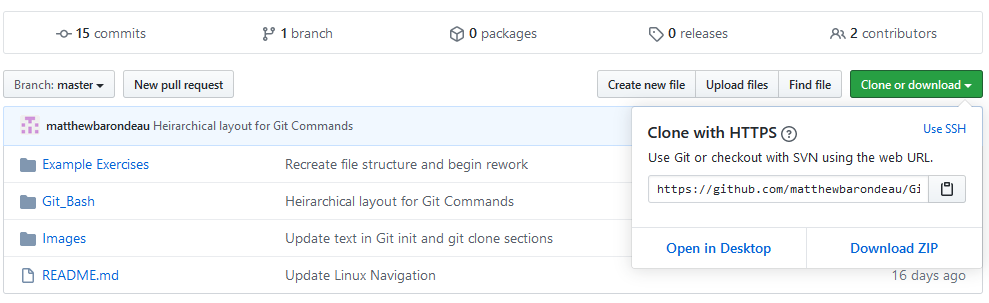 15 commits 1 branch 0 packages 0 releases 2 contributors
Branch: master New pull request Create new file Upload files Find file Clone or download
matthewbarondeau Heirarchical layout for Git Commands
Example Exercises Recreate file structure and begin rework
Git_Bash Heirarchical layout for Git Commands
Images Update text in Git init and git clone sections
README.md Update Linux Navigation 16 days ago
Clone with HTTPS ? Use SSH
Use Git or checkout with SVN using the web URL.
https://github.com/matthewbarondeau/Gi
Open in Desktop Download ZIP